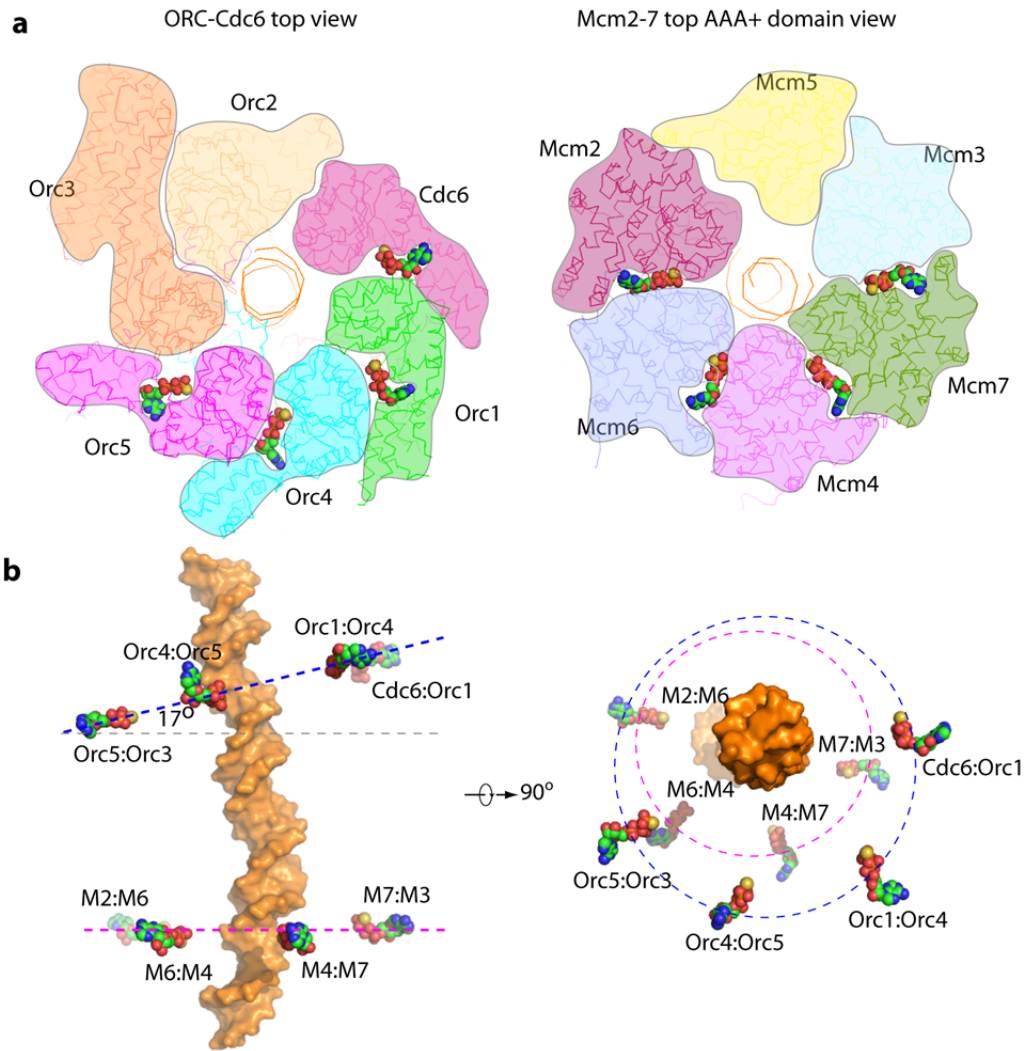 a
ORC-Cdc6 top view
Mcm2-7 top AAA+ domain view
Orc2
Orc3
Cdc6
Orc1
Orc5
Orc4
Mcm5
Mcm2
Mcm3
Mcm7
Mcm6
Mcm4
b
Orc1:Orc4
Orc4:Orc5
Cdc6:Orc1
17º
Orc5:Orc3
M2:M6
M7:M3
M6:M4
M4:M7
90º
M2:M6
M7:M3
Cdc6:Orc1
M6:M4
M4:M7
Orc5:Orc3
Orc1:Orc4
Orc4:Orc5